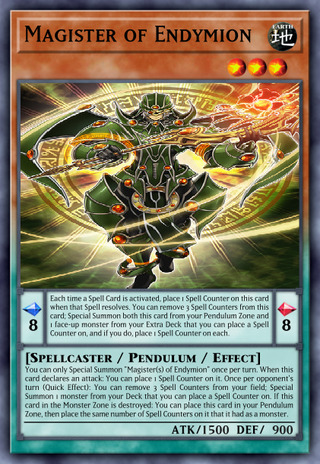 Magister of Endymion
EARTH
地
Each time a Spell Card is activated, place 1 Spell Counter on this card
when that Spell resolves. You can remove 3 Spell Counters from this
card; Special Summon both this card from your Pendulum Zone and
1 face-up monster from your Extra Deck that you can place a Spell
Counter on, and if you do, place 1 Spell Counter on each.
8
8
[Spellcaster / Pendulum / Effect]
You can only Special Summon "Magister(s) of Endymion" once per turn. When this
card declares an attack: You can place 1 Spell Counter on it. Once per opponent's
turn (Quick Effect): You can remove 3 Spell Counters from your field; Special
Summon 1 monster from your Deck that you can place a Spell Counter on. If this
card in the Monster Zone is destroyed: You can place this card in your Pendulum
Zone, then place the same number of Spell Counters on it that it had as a monster.
ATK/1500 DEF/ 900